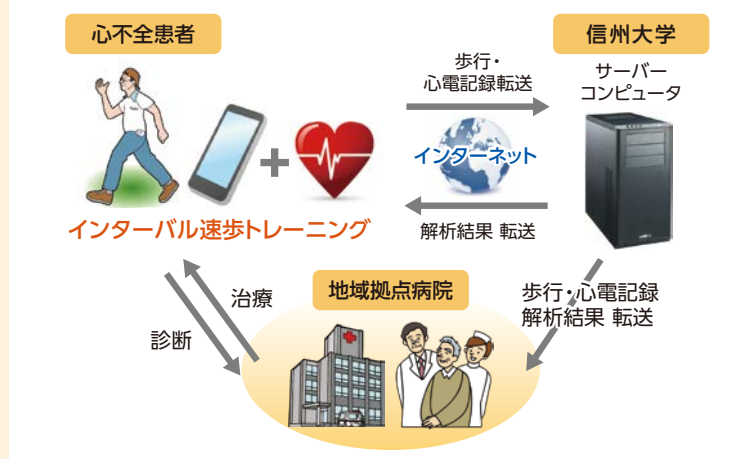 心不全患者
信州大学
歩行・
心電記録転送
サーバー
コンピュータ
インターネット
インターバル速歩トレーニング
解析結果 転送
地域拠点病院
歩行・心電記録
解析結果 転送
治療
診断